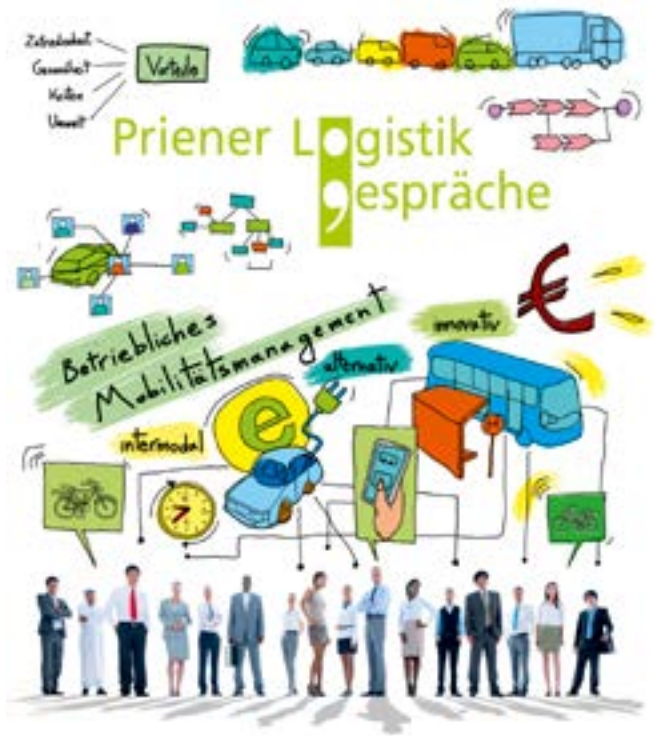 Zufriedenheit
Gesundheit
Kosten
Umwelt
Vorteile
Priener Logistik
gespräche
€
Betriebliches
Mobilitätsmanagement
innovativ
alternativ
intermodal
e